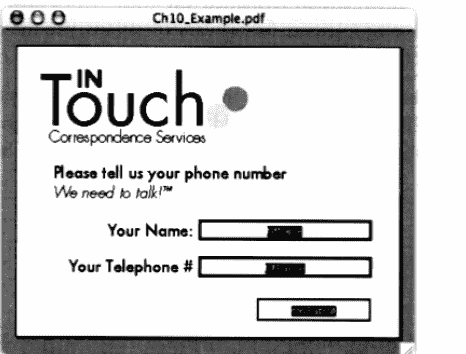 Ch10_Example.pdf
IN
Touch
Correspondence Services
Please tell us your phone number
We need to talk!™
Your Name:
Your Telephone #